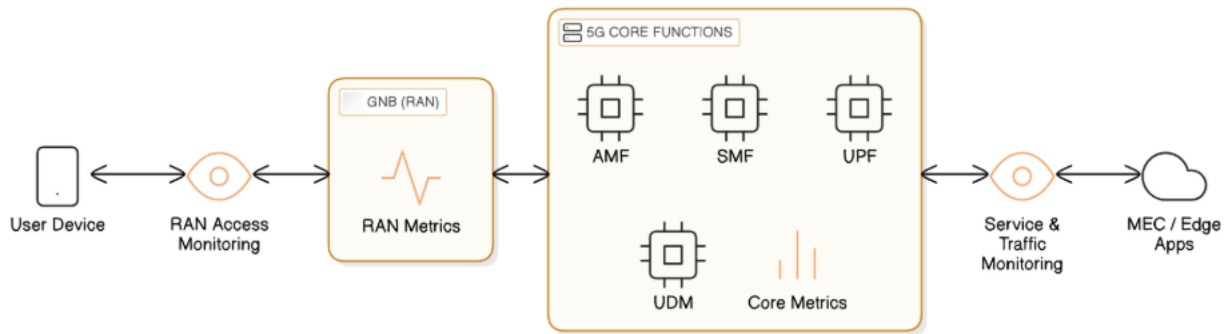 5G CORE FUNCTIONS
GNB (RAN)
AMF
SMF
UPF
User Device
RAN Access
Monitoring
RAN Metrics
UDM
Core Metrics
Service &
Traffic
Monitoring
MEC / Edge
Apps